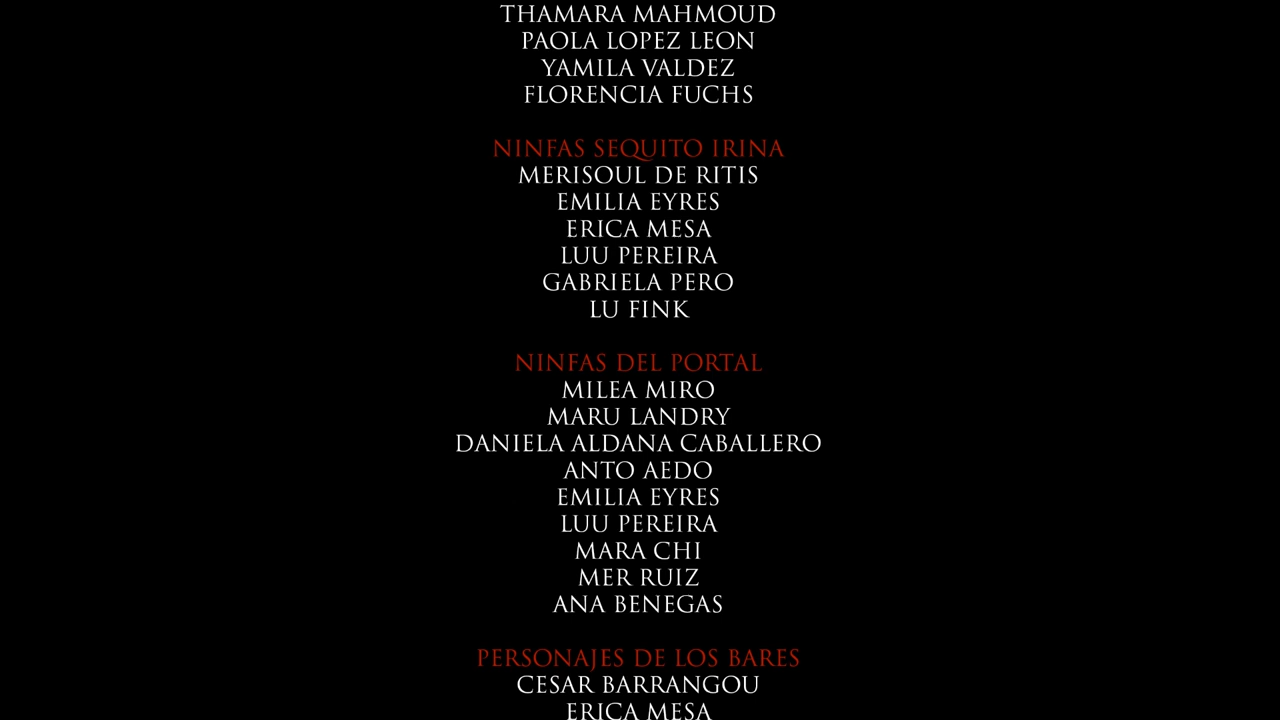 THAMARA MAHMOUD
PAOLA LOPEZ LEON
YAMILA VALDEZ
FLORENCIA FUCHS
NINFAS SEQUITO IRINA
MERISOUL DE RITIS
EMILIA EYRES
ERICA MESA
LUU PEREIRA
GABRIELA PERO
LU FINK
NINFAS DEL PORTAL
MILEA MIRO
MARU LANDRY
DANIELA ALDANA CABALLERO
ANTO AEDO
EMILIA EYRES
LUU PEREIRA
MARA CHI
MER RUIZ
ANA BENEGAS
PERSONAJES DE LOS BARES
CESAR BARRANGOU
ERICA MESA